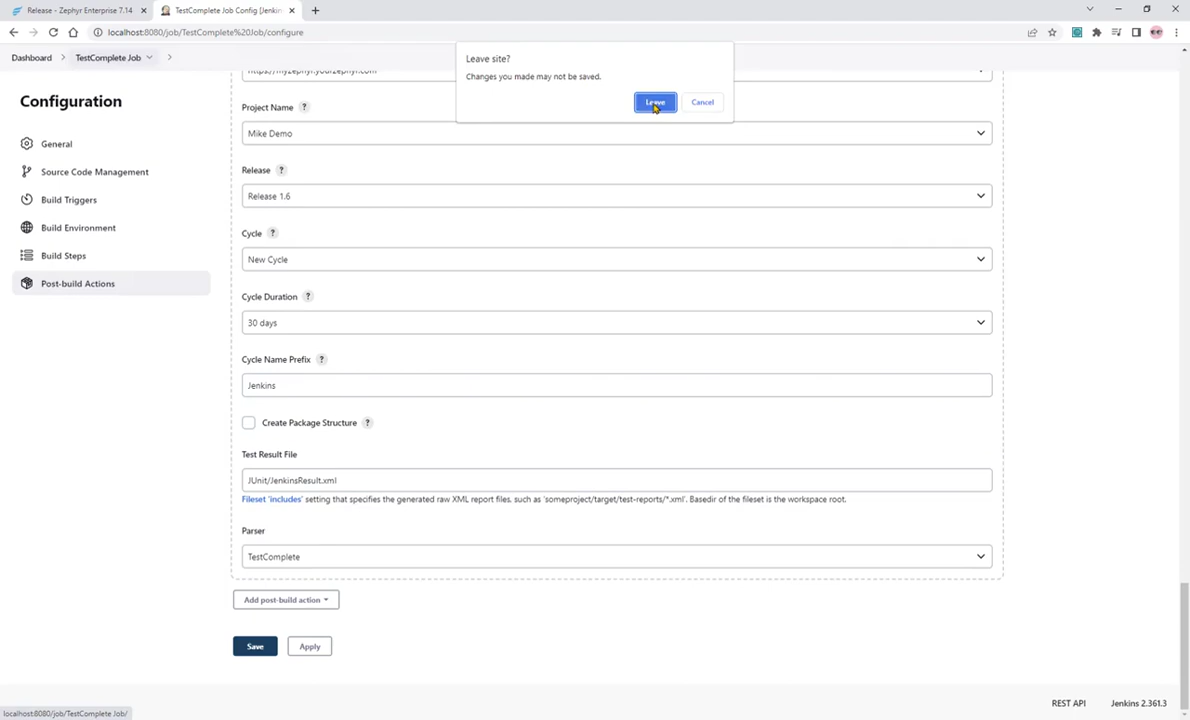 Release - Zephyr Enterprise 7.14
TestComplete Job Config [Jenkin
localhost:8080/job/TestComplete%20Job/configure
Dashboard
TestComplete Job
Leave site?
Changes you made may not be saved.
Leave
Cancel
Configuration
General
Source Code Management
Build Triggers
Build Environment
Build Steps
Post-build Actions
https://myzephyr.yourzephyr.com
Project Name ?
Mike Demo
Release ?
Release 1.6
Cycle ?
New Cycle
Cycle Duration ?
30 days
Cycle Name Prefix ?
Jenkins
Create Package Structure ?
Test Result File
JUnit/JenkinsResult.xml
Fileset 'includes' setting that specifies the generated raw XML report files, such as 'someproject/target/test-reports/*.xml'. Basedir of the fileset is the workspace root.
Parser
TestComplete
Add post-build action
Save
Apply
REST API
Jenkins 2.361.3
localhost:8080/job/TestComplete Job/